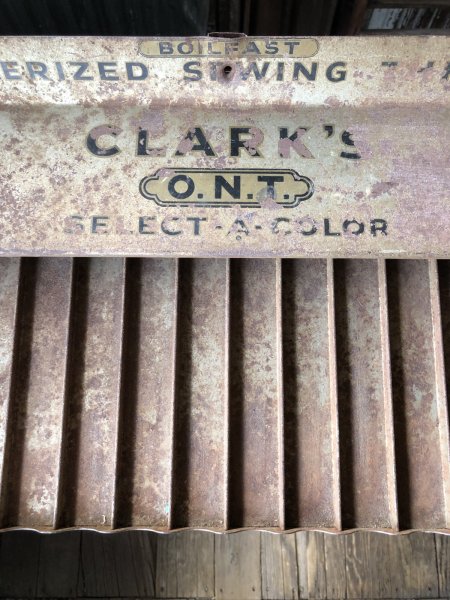 BOILFAST
ERIZED SEWING TH
CLARK'S
O.N.T.
SELECT-A-COLOR